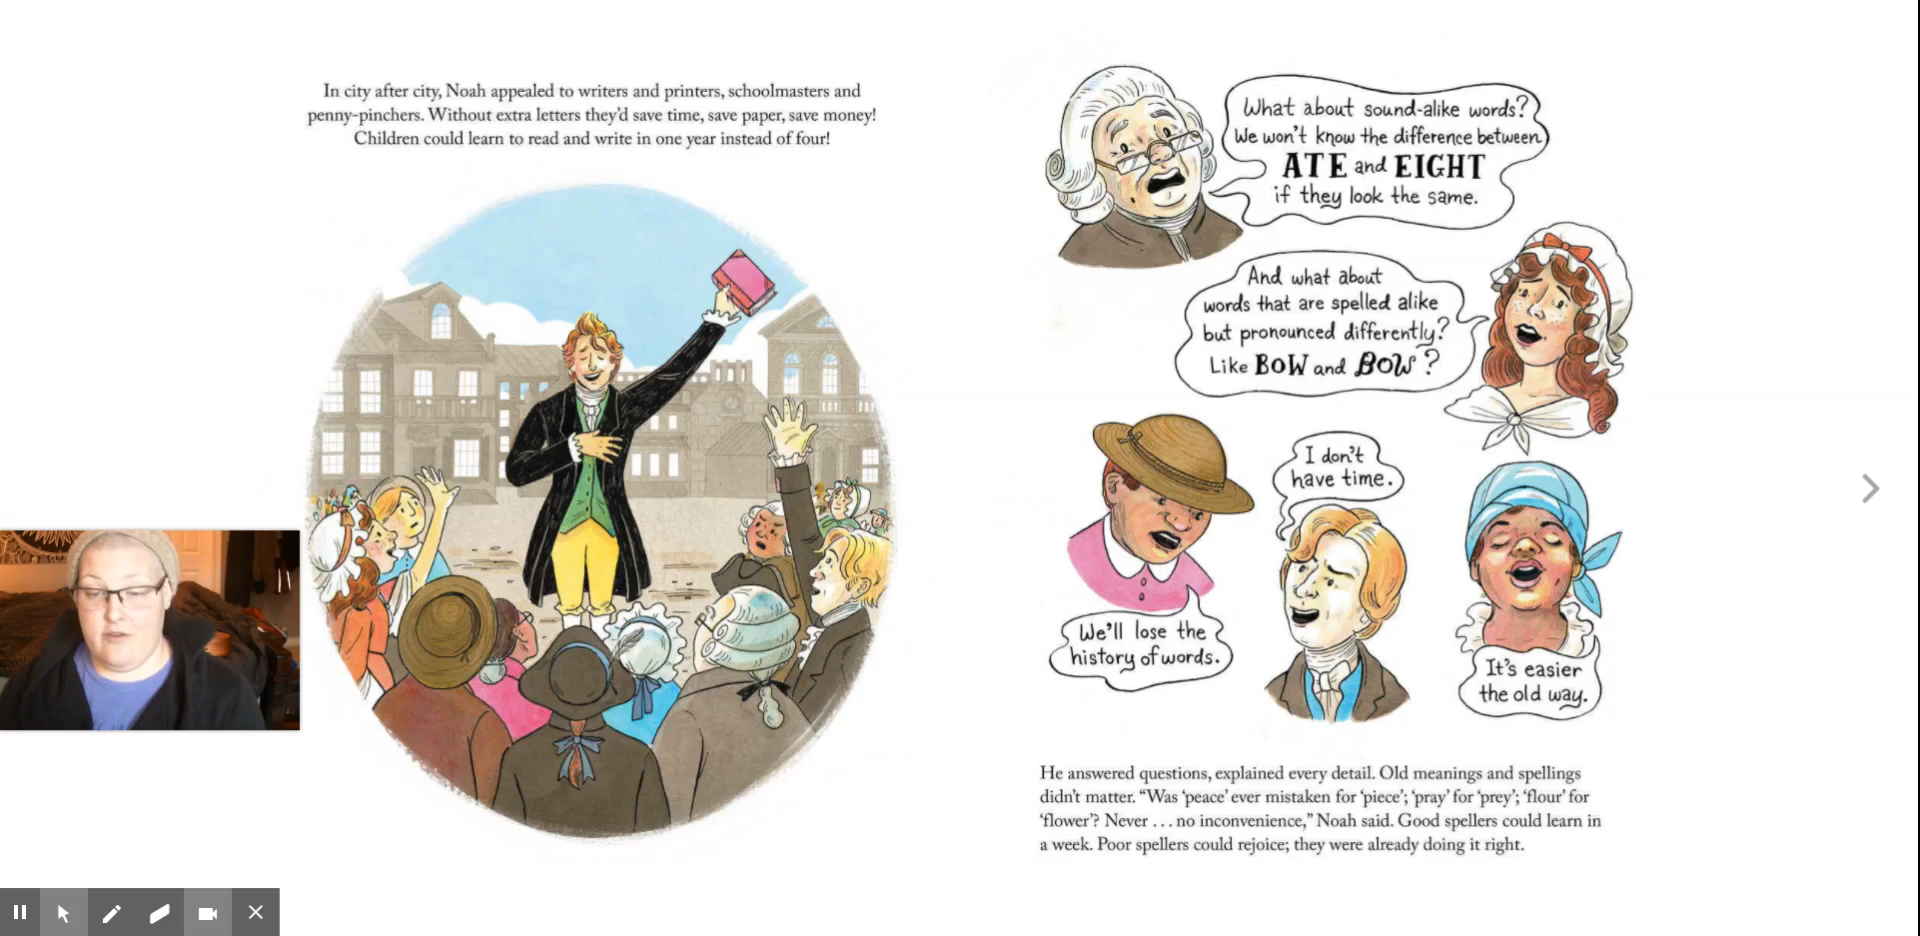 In city after city, Noah appealed to writers and printers, schoolmasters and
penny-pinchers. Without extra letters they'd save time, save paper, save money!
Children could learn to read and write in one year instead of four!
What about sound-alike words?
We won't know the difference between
ATE and EIGHT
if they look the same.
And what about
words that are spelled alike
but pronounced differently?
Like BOW and BOW?
I don't
have time.
We'll lose the
history of words.
It's easier
the old way.
He answered questions, explained every detail. Old meanings and spellings
didn't matter. “Was ‘peace’ ever mistaken for ‘piece’; ‘pray’ for ‘prey’; ‘flour’ for
‘flower’? Never . . . no inconvenience,” Noah said. Good spellers could learn in
a week. Poor spellers could rejoice; they were already doing it right.